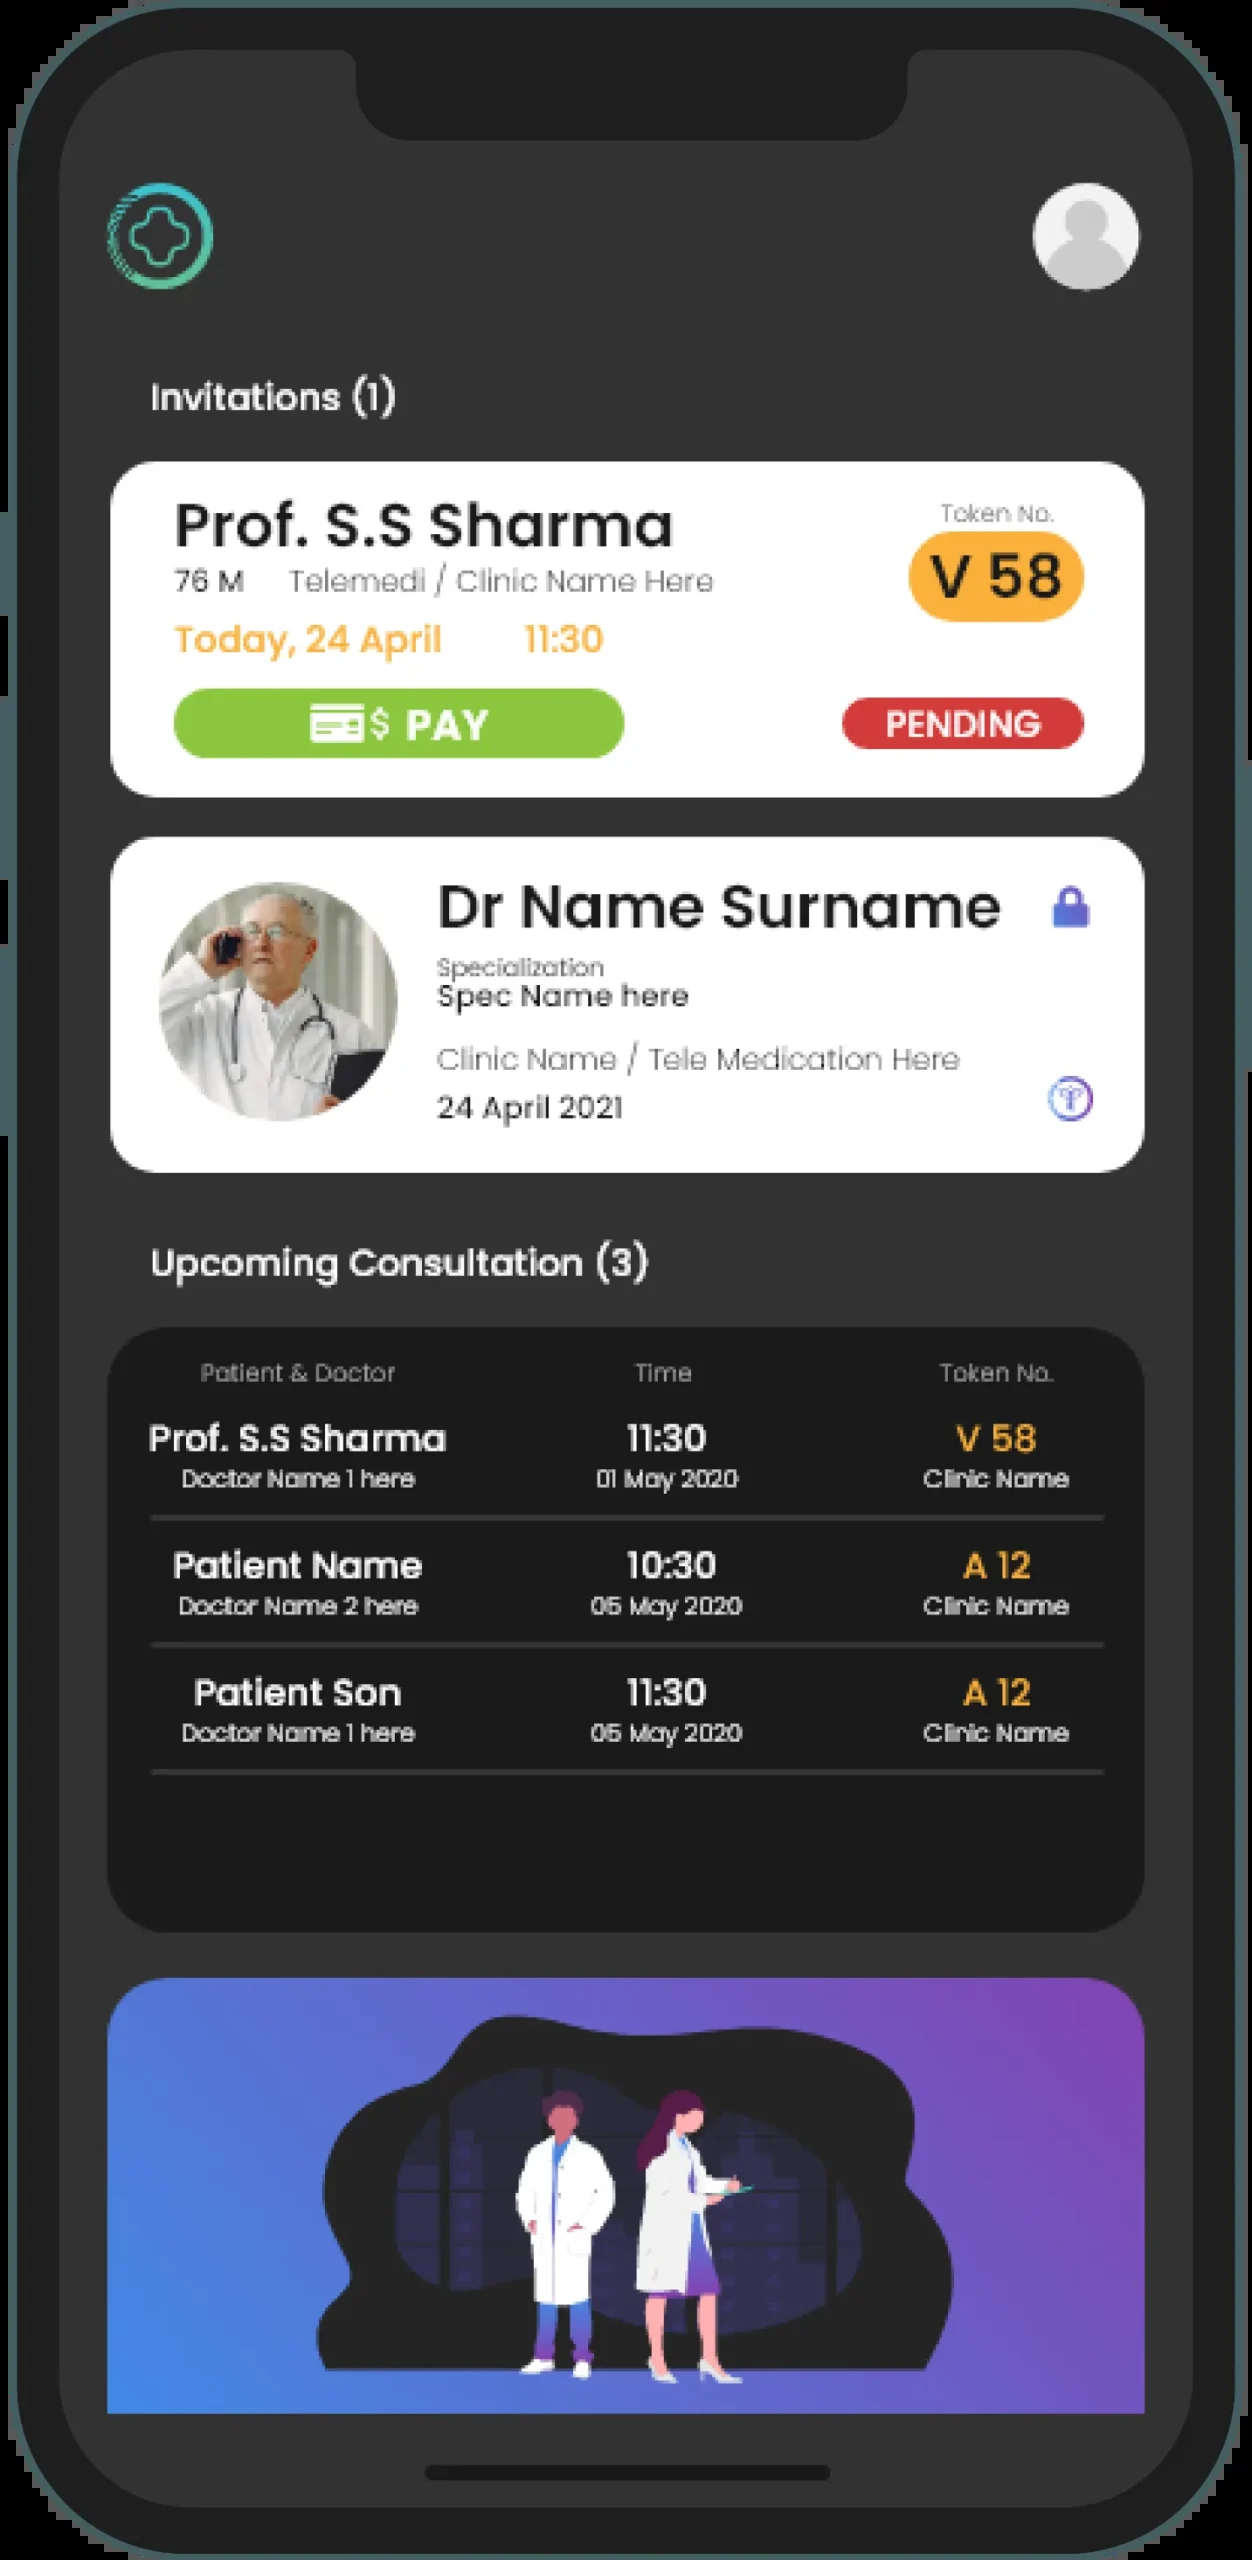 Invitations (1)
Prof. S.S Sharma
Token No.
V 58
76 M Telemedi / Clinic Name Here
Today, 24 April 11:30
$ PAY
PENDING
Dr Name Surname
Specialization
Spec Name here
Clinic Name / Tele Medication Here
24 April 2021
Upcoming Consultation (3)
Patient & Doctor Time Token No.
Prof. S.S Sharma 11:30 V 58
Doctor Name 1 here 01 May 2020 Clinic Name
Patient Name 10:30 A 12
Doctor Name 2 here 05 May 2020 Clinic Name
Patient Son 11:30 A 12
Doctor Name 1 here 05 May 2020 Clinic Name